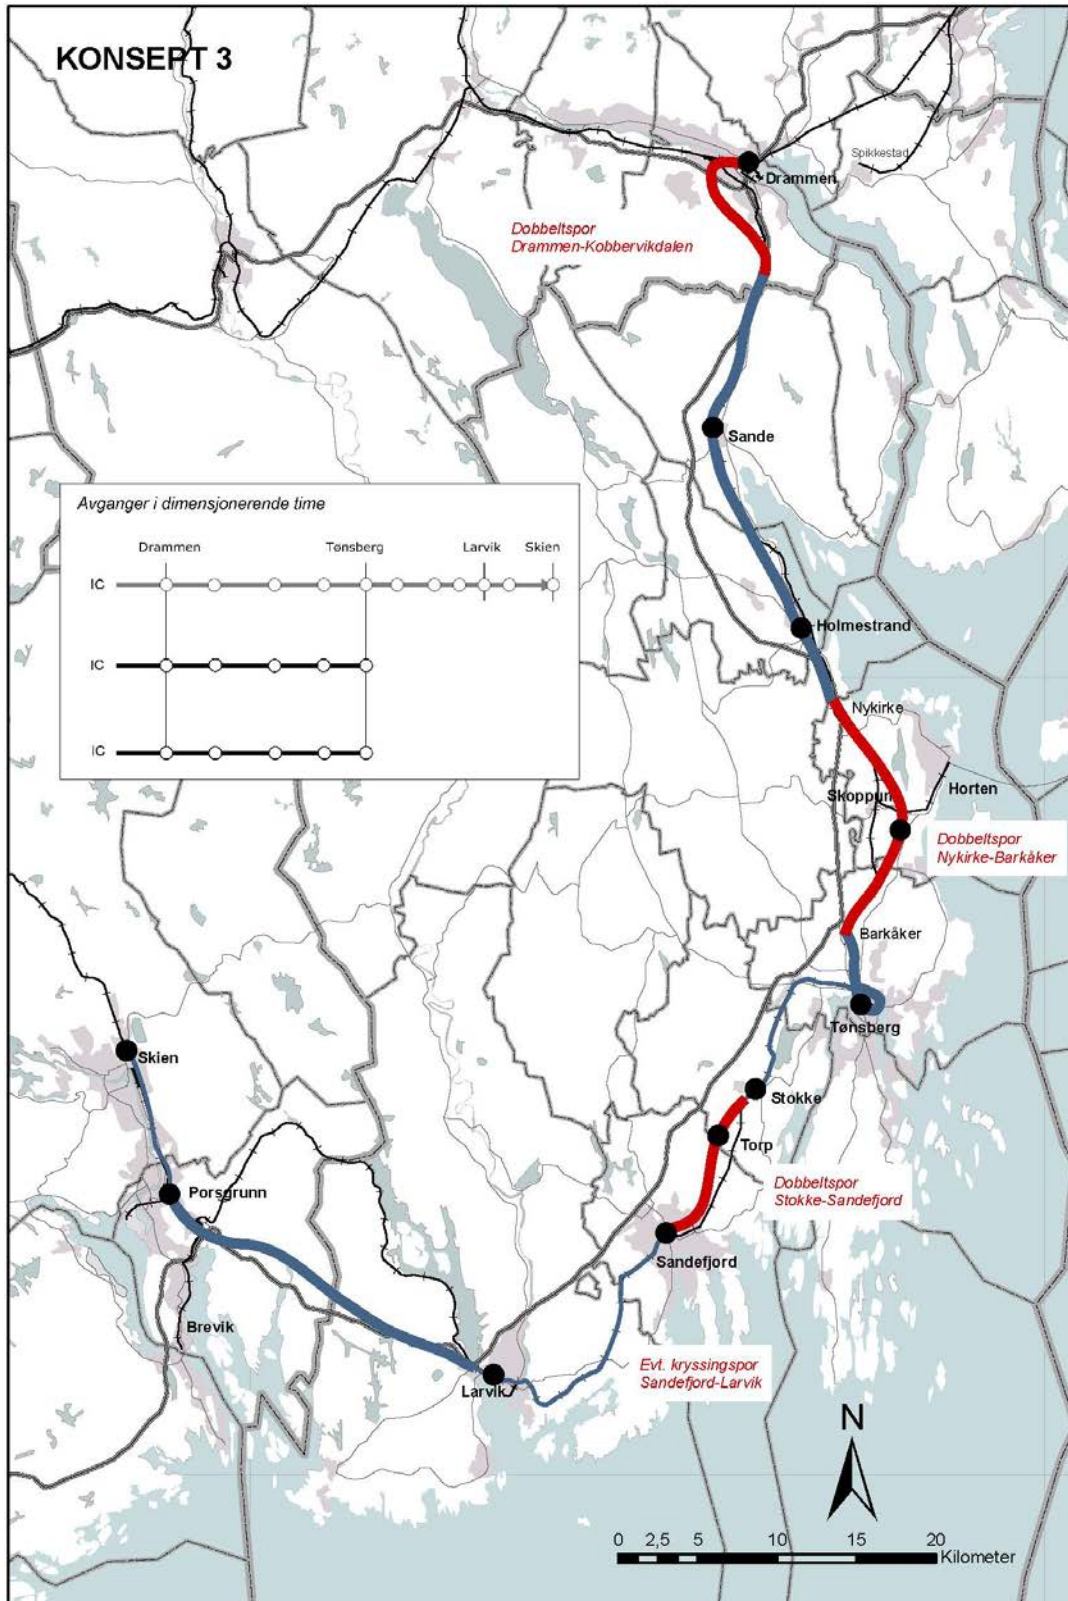 KONSEPT 3
Spikkestad
Drammen
Dobbeltspor
Drammen-Kobbervikdalen
Sande
Avganger i dimensjonerende time
Drammen
Tønsberg
Larvik
Skien
IC
IC
IC
Holmestrand
Nykirke
Skoppum
Horten
Dobbeltspor
Nykirke-Barkåker
Barkåker
Tønsberg
Skien
Stokke
Torp
Dobbeltspor
Stokke-Sandefjord
Porsgrunn
Sandefjord
Brevik
Evt. kryssingspor
Sandefjord-Larvik
Larvik
N
0 2,5 5 10 15 20
Kilometer